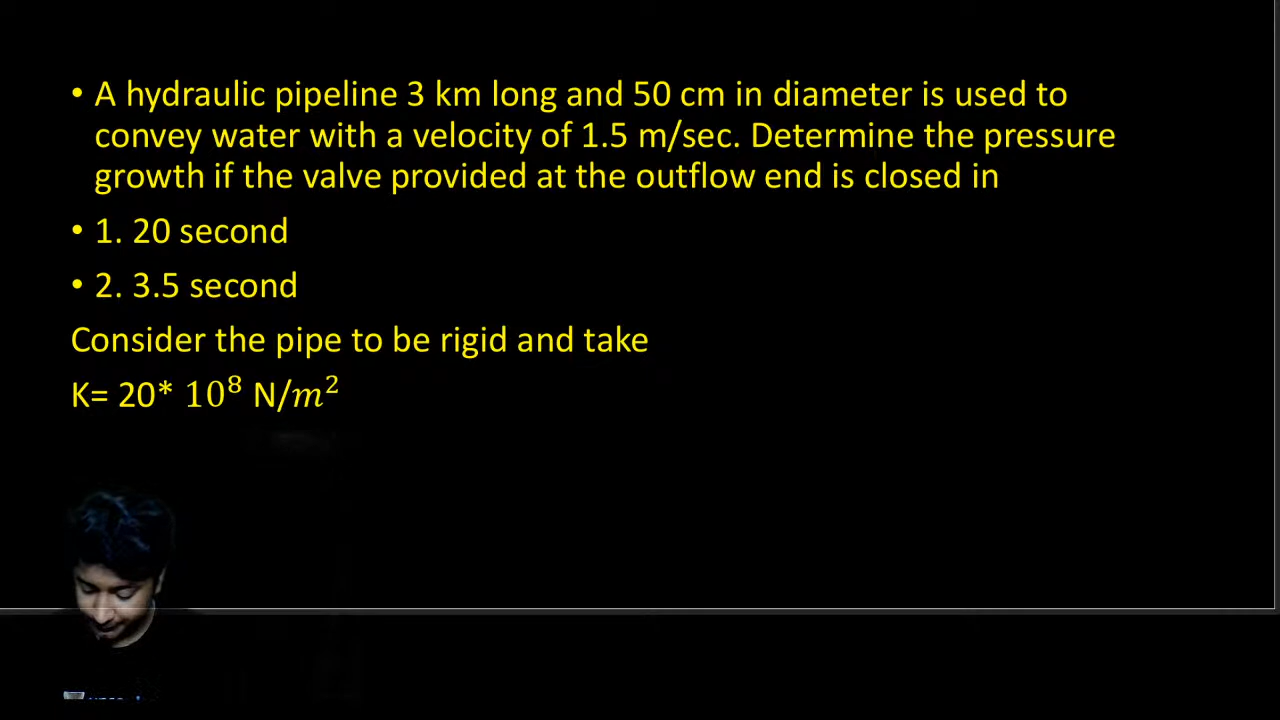 • A hydraulic pipeline 3 km long and 50 cm in diameter is used to
convey water with a velocity of 1.5 m/sec. Determine the pressure
growth if the valve provided at the outflow end is closed in
• 1. 20 second
• 2. 3.5 second
Consider the pipe to be rigid and take
K= 20* 10⁸ N/m²